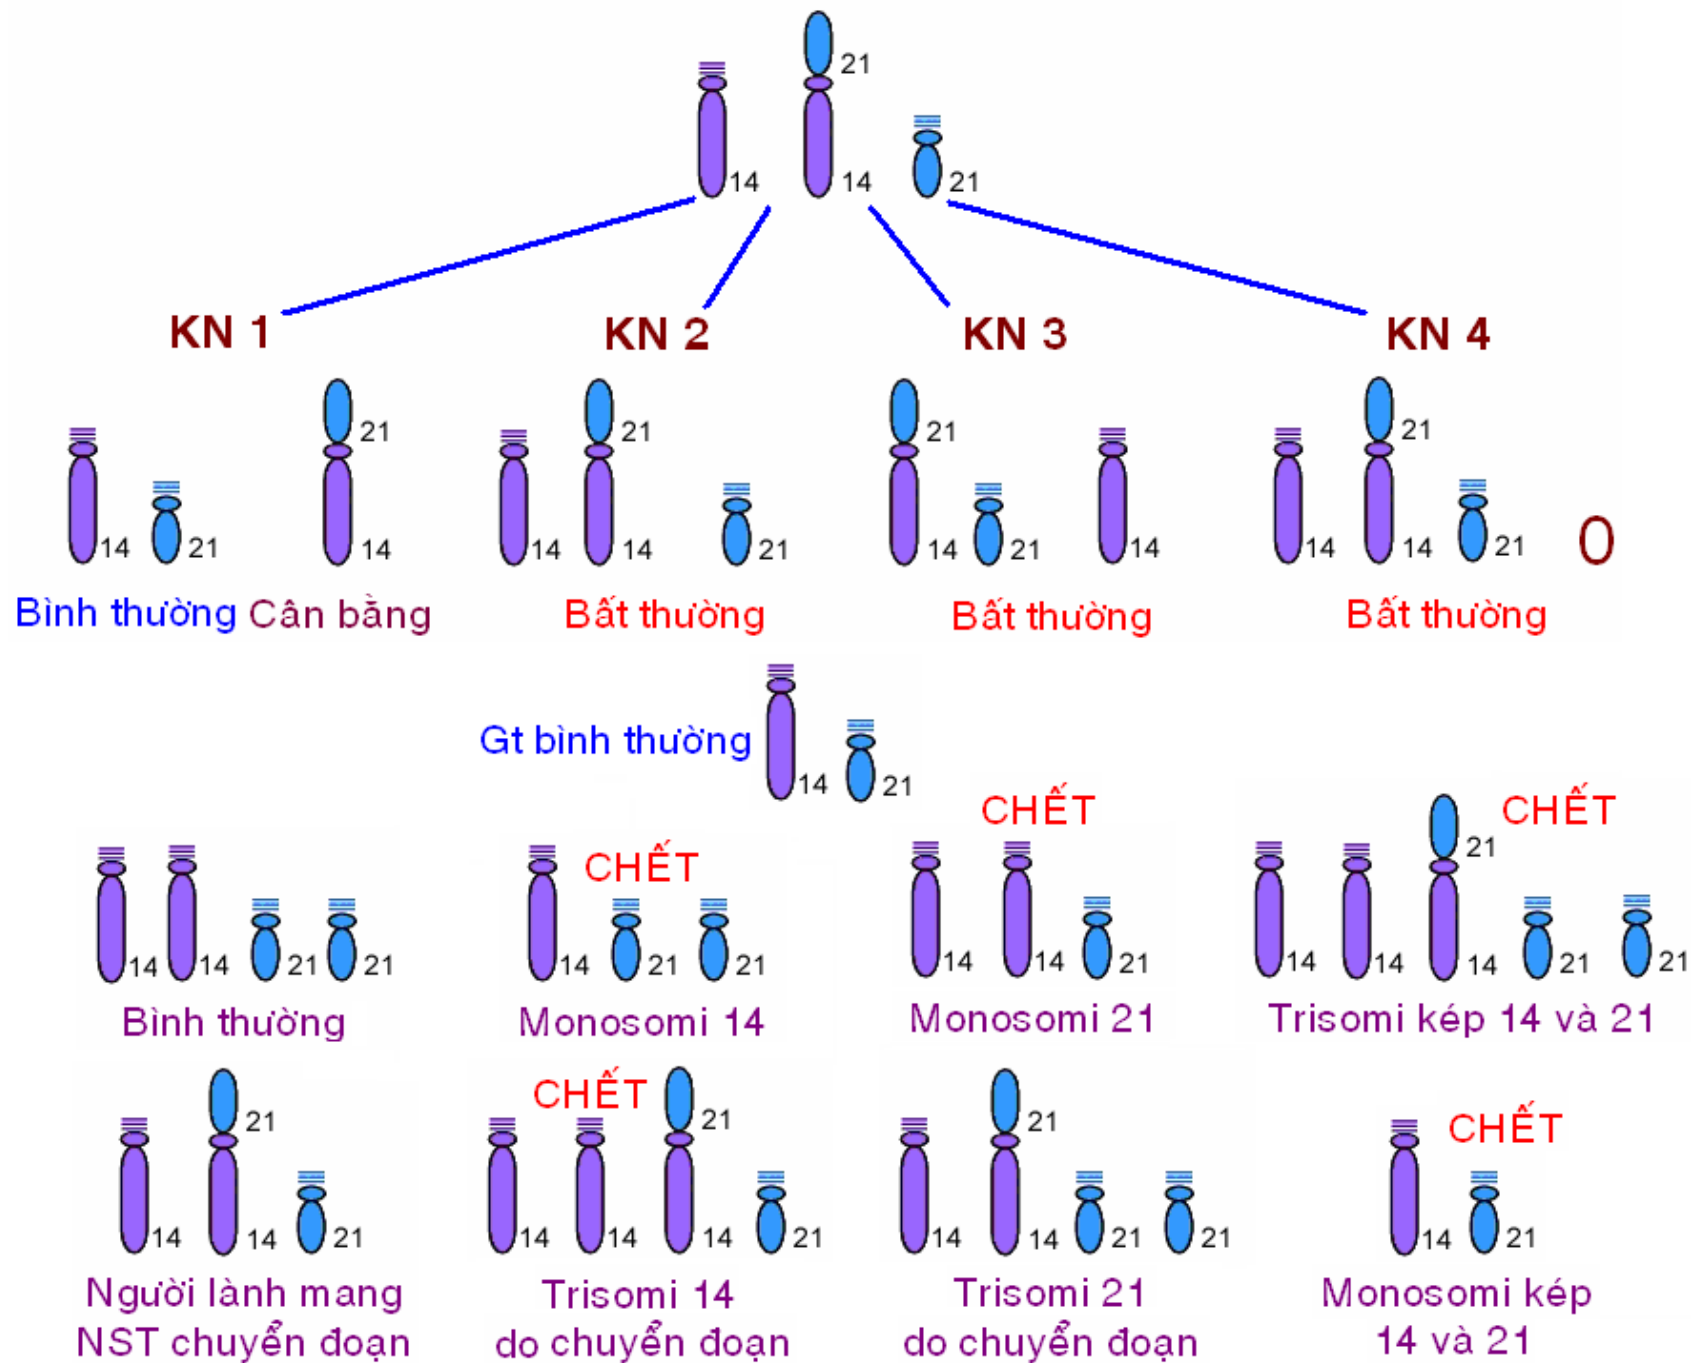 21
14 14 21
KN 1 KN 2 KN 3 KN 4
21 21 21 21
14 21 14 14 14 21 14 21 14 14 14 21 O
Bình thường Cân bằng Bất thường Bất thường Bất thường
Gt bình thường 14 21
CHẾT CHẾT
CHẾT 21
14 14 21 21 14 21 21 14 14 21 14 14 14 21 21
Bình thường Monosomi 14 Monosomi 21 Trisomi kép 14 và 21
CHẾT CHẾT
21 21 21
14 14 21 14 14 14 21 14 14 21 21 14 21
Người lành mang Trisomi 14 Trisomi 21 Monosomi kép
NST chuyển đoạn do chuyển đoạn do chuyển đoạn 14 và 21